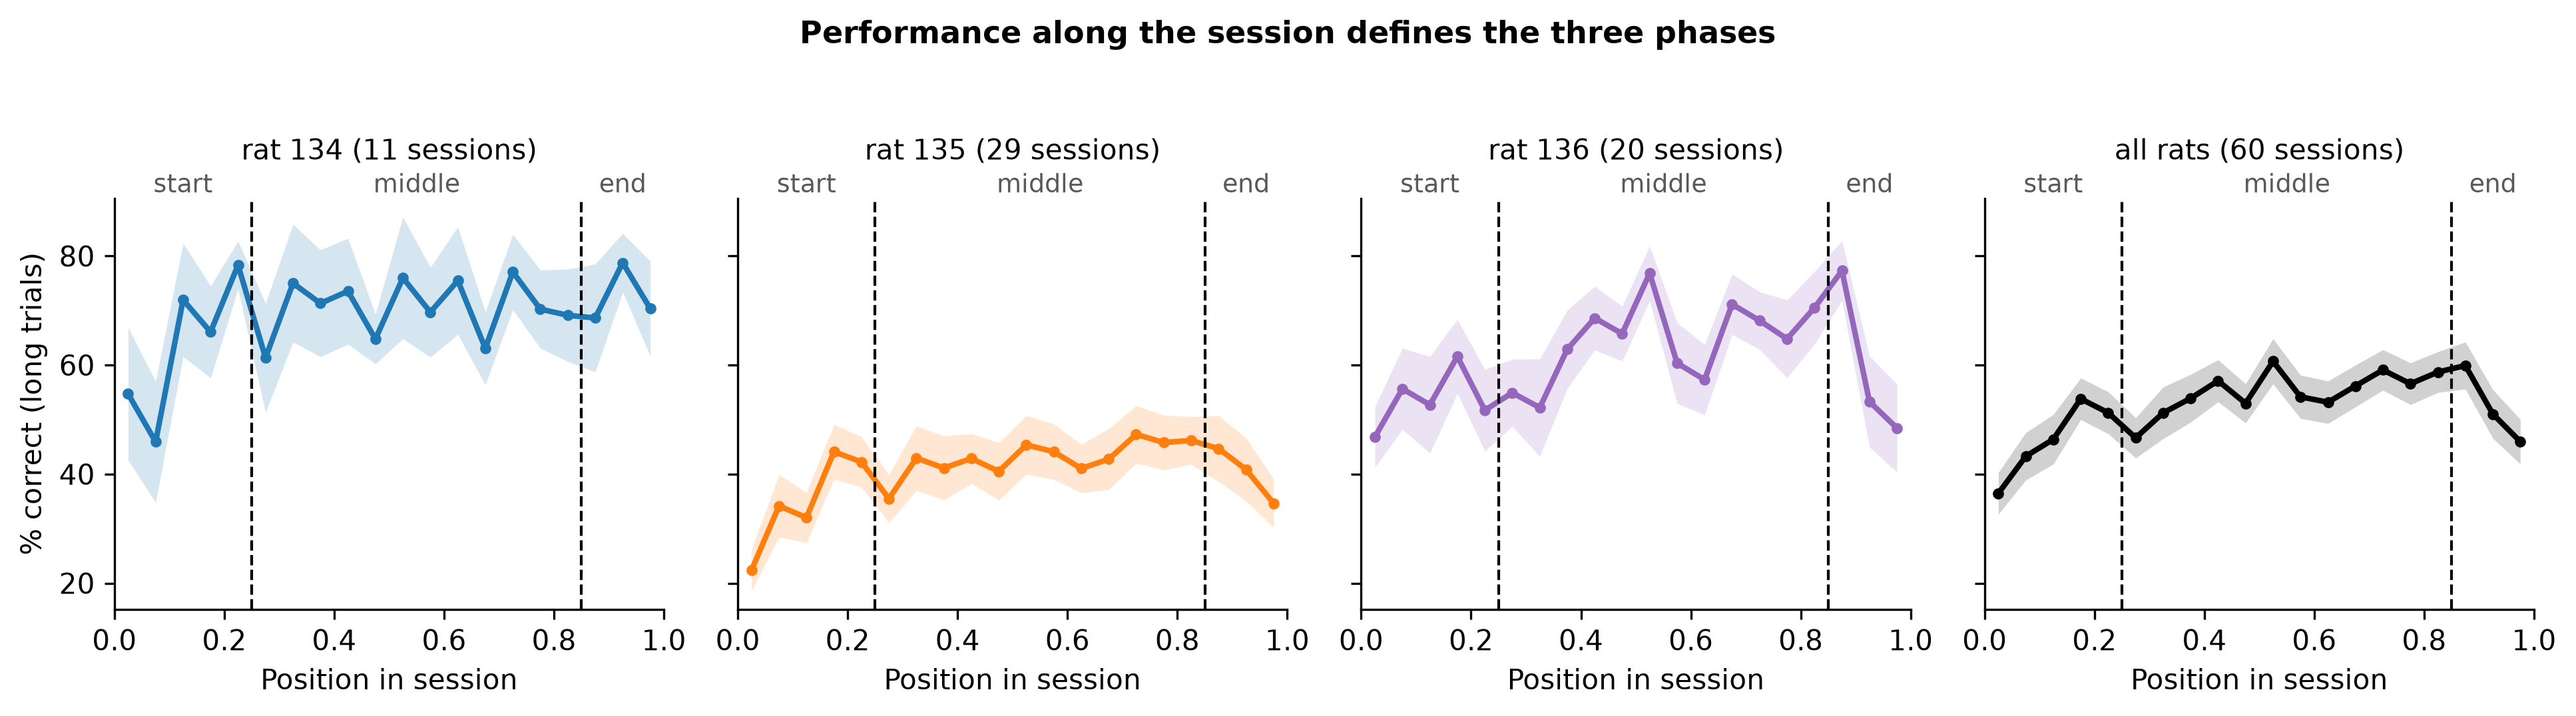 Performance along the session defines the three phases
rat 134 (11 sessions)
start middle end
% correct (long trials)
80
60
40
20
0.0 0.2 0.4 0.6 0.8 1.0
Position in session
rat 135 (29 sessions)
start middle end
0.0 0.2 0.4 0.6 0.8 1.0
Position in session
rat 136 (20 sessions)
start middle end
0.0 0.2 0.4 0.6 0.8 1.0
Position in session
all rats (60 sessions)
start middle end
0.0 0.2 0.4 0.6 0.8 1.0
Position in session